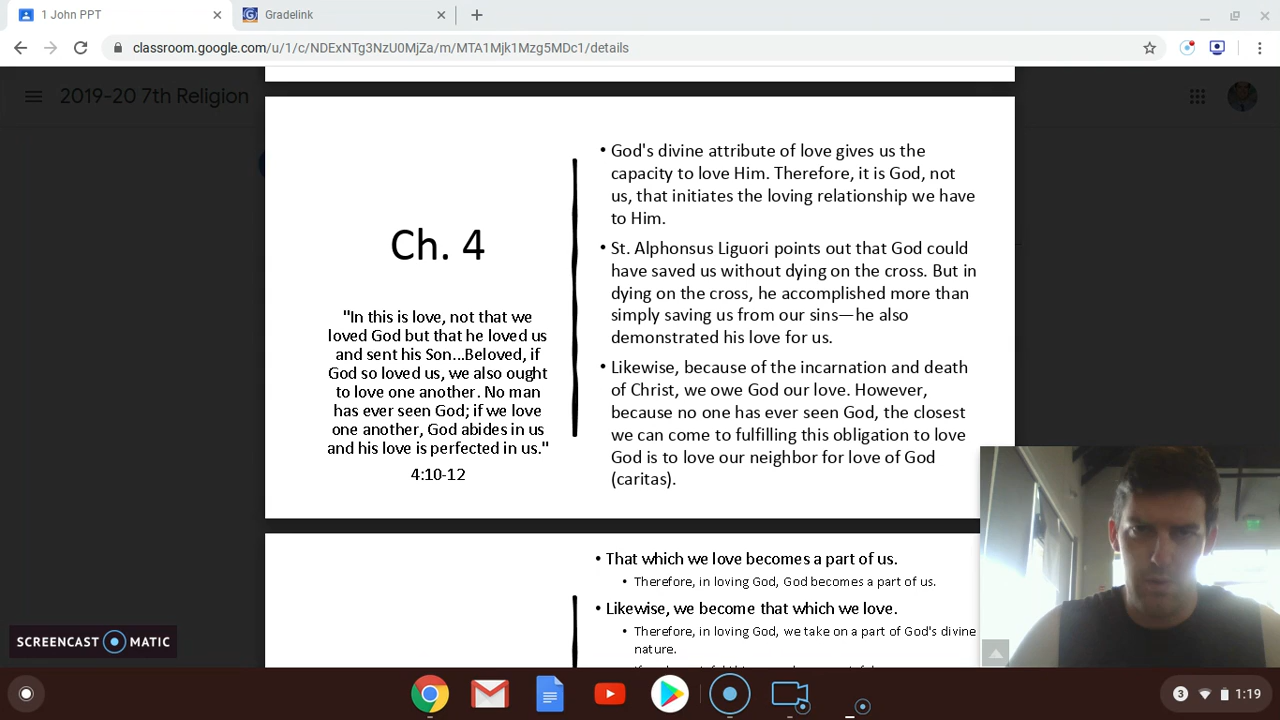 1 John PPT
Gradelink
classroom.google.com/u/1/c/NDExNTg3NzU0MjZa/m/MTA1Mjk1Mzg5MDc1/details
2019-20 7th Religion
Ch. 4
"In this is love, not that we
loved God but that he loved us
and sent his Son...Beloved, if
God so loved us, we also ought
to love one another. No man
has ever seen God; if we love
one another, God abides in us
and his love is perfected in us."
4:10-12
• God's divine attribute of love gives us the
capacity to love Him. Therefore, it is God, not
us, that initiates the loving relationship we have
to Him.
• St. Alphonsus Liguori points out that God could
have saved us without dying on the cross. But in
dying on the cross, he accomplished more than
simply saving us from our sins—he also
demonstrated his love for us.
• Likewise, because of the incarnation and death
of Christ, we owe God our love. However,
because no one has ever seen God, the closest
we can come to fulfilling this obligation to love
God is to love our neighbor for love of God
(caritas).
• That which we love becomes a part of us.
• Therefore, in loving God, God becomes a part of us.
• Likewise, we become that which we love.
• Therefore, in loving God, we take on a part of God's divine
nature.
SCREENCAST MATIC
3
1:19